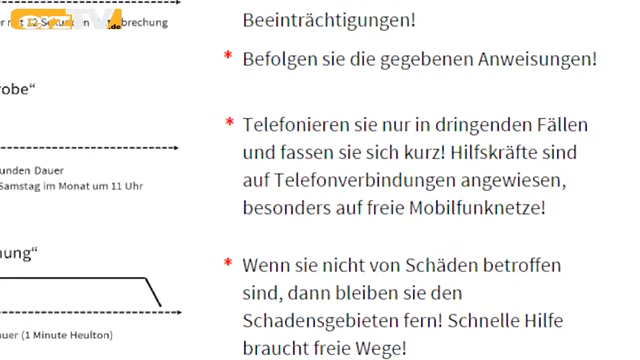 Beeinträchtigungen!
* Befolgen sie die gegebenen Anweisungen!
* Telefonieren sie nur in dringenden Fällen
und fassen sie sich kurz! Hilfskräfte sind
auf Telefonverbindungen angewiesen,
besonders auf freie Mobilfunknetze!
* Wenn sie nicht von Schäden betroffen
sind, dann bleiben sie den
Schadensgebieten fern! Schnelle Hilfe
braucht freie Wege!
robe“
unden Dauer
Samstag im Monat um 11 Uhr
nung“
auer (1 Minute Heulton)